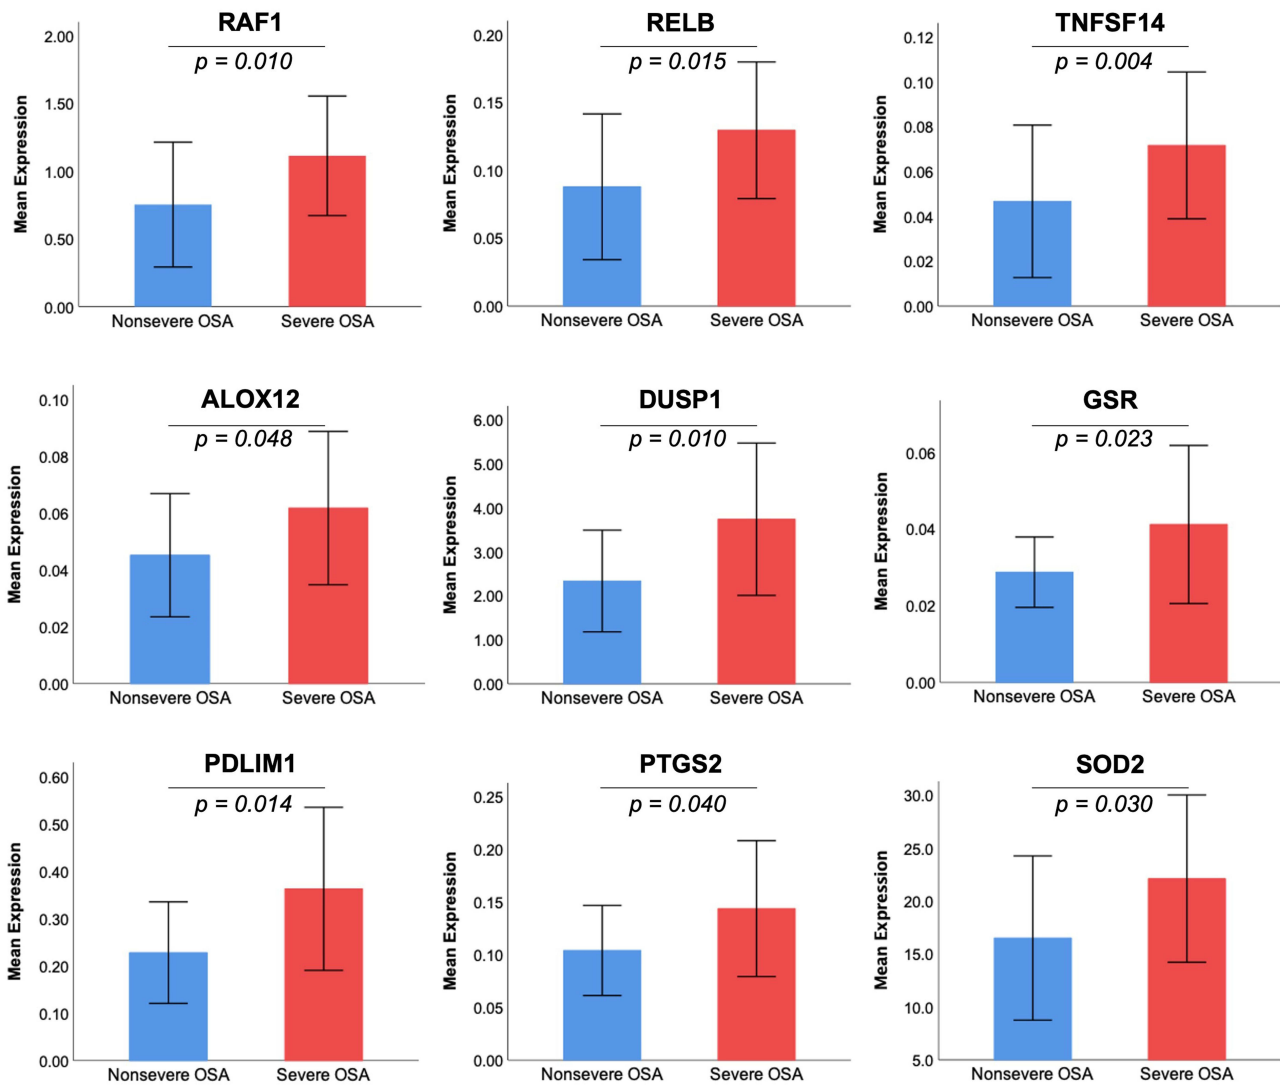 RAF1
p = 0.010
Mean Expression
2.00
1.50
1.00
0.50
0.00
Nonsevere OSA Severe OSA
RELB
p = 0.015
Mean Expression
0.20
0.15
0.10
0.05
0.00
Nonsevere OSA Severe OSA
TNFSF14
p = 0.004
Mean Expression
0.12
0.10
0.08
0.06
0.04
0.02
0.00
Nonsevere OSA Severe OSA
ALOX12
p = 0.048
Mean Expression
0.10
0.08
0.06
0.04
0.02
0.00
Nonsevere OSA Severe OSA
DUSP1
p = 0.010
Mean Expression
6.00
5.00
4.00
3.00
2.00
1.00
0.00
Nonsevere OSA Severe OSA
GSR
p = 0.023
Mean Expression
0.06
0.04
0.02
0.00
Nonsevere OSA Severe OSA
PDLIM1
p = 0.014
Mean Expression
0.60
0.50
0.40
0.30
0.20
0.10
0.00
Nonsevere OSA Severe OSA
PTGS2
p = 0.040
Mean Expression
0.25
0.20
0.15
0.10
0.05
0.00
Nonsevere OSA Severe OSA
SOD2
p = 0.030
Mean Expression
30.0
25.0
20.0
15.0
10.0
5.0
Nonsevere OSA Severe OSA